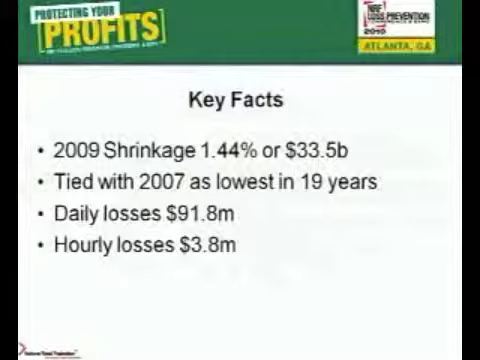 PROTECTING YOUR
PROFITS
NRF
LOSS PREVENTION
2010
ATLANTA, GA
Key Facts
• 2009 Shrinkage 1.44% or $33.5b
• Tied with 2007 as lowest in 19 years
• Daily losses $91.8m
• Hourly losses $3.8m